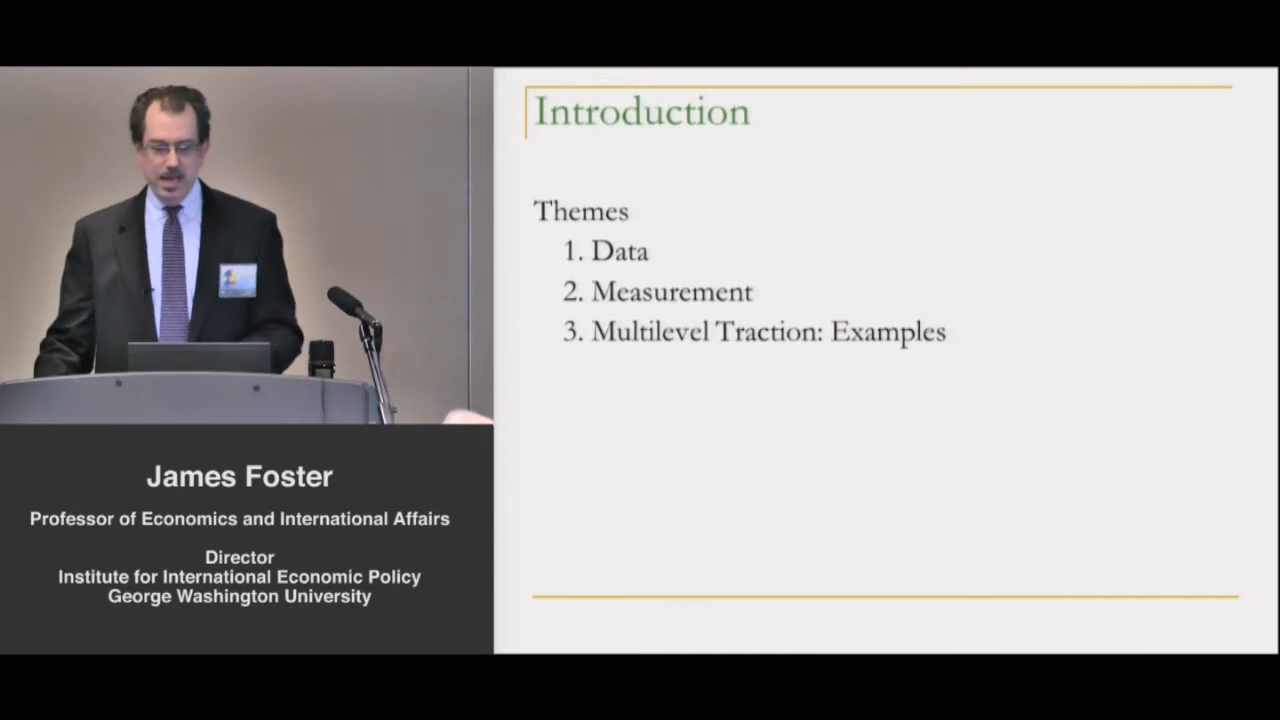 Introduction
Themes
1. Data
2. Measurement
3. Multilevel Traction: Examples
James Foster
Professor of Economics and International Affairs
Director
Institute for International Economic Policy
George Washington University